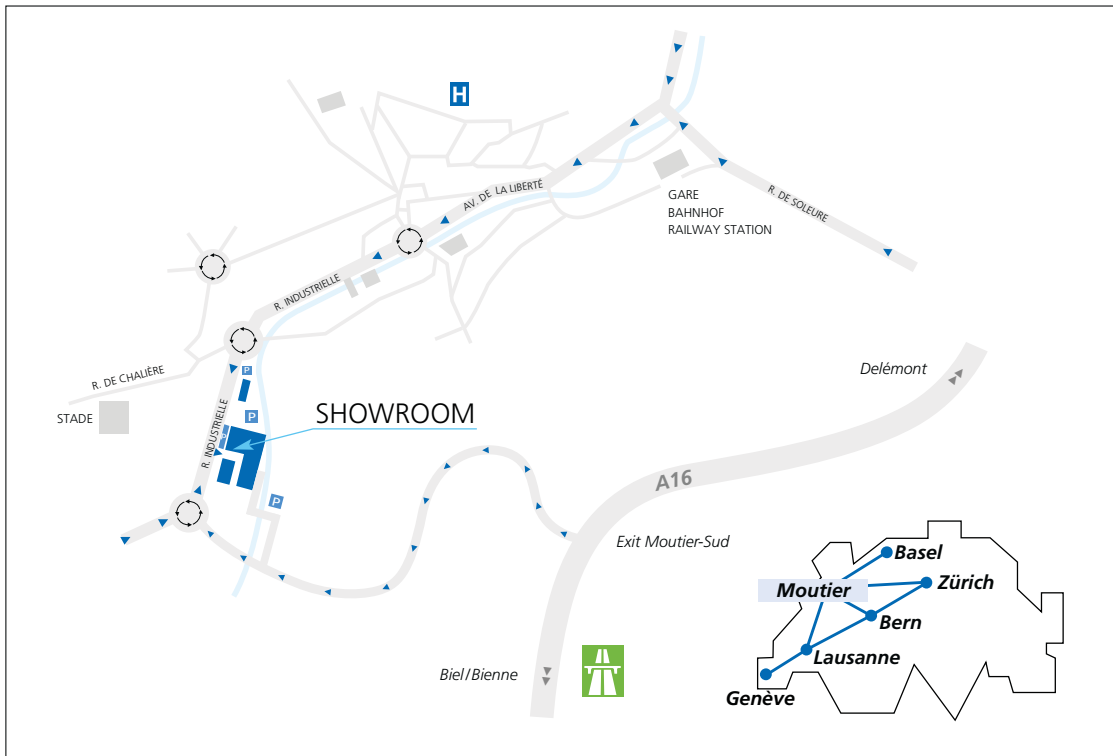 H
AV. DE LA LIBERTÉ
GARE
BAHNHOF
RAILWAY STATION
R. DE SOLEURE
R. INDUSTRIELLE
R. DE CHALIÈRE
STADE
P
P
R. INDUSTRIELLE
SHOWROOM
P
Delémont
A16
Exit Moutier-Sud
Biel/Bienne
Basel
Moutier
Zürich
Bern
Lausanne
Genève